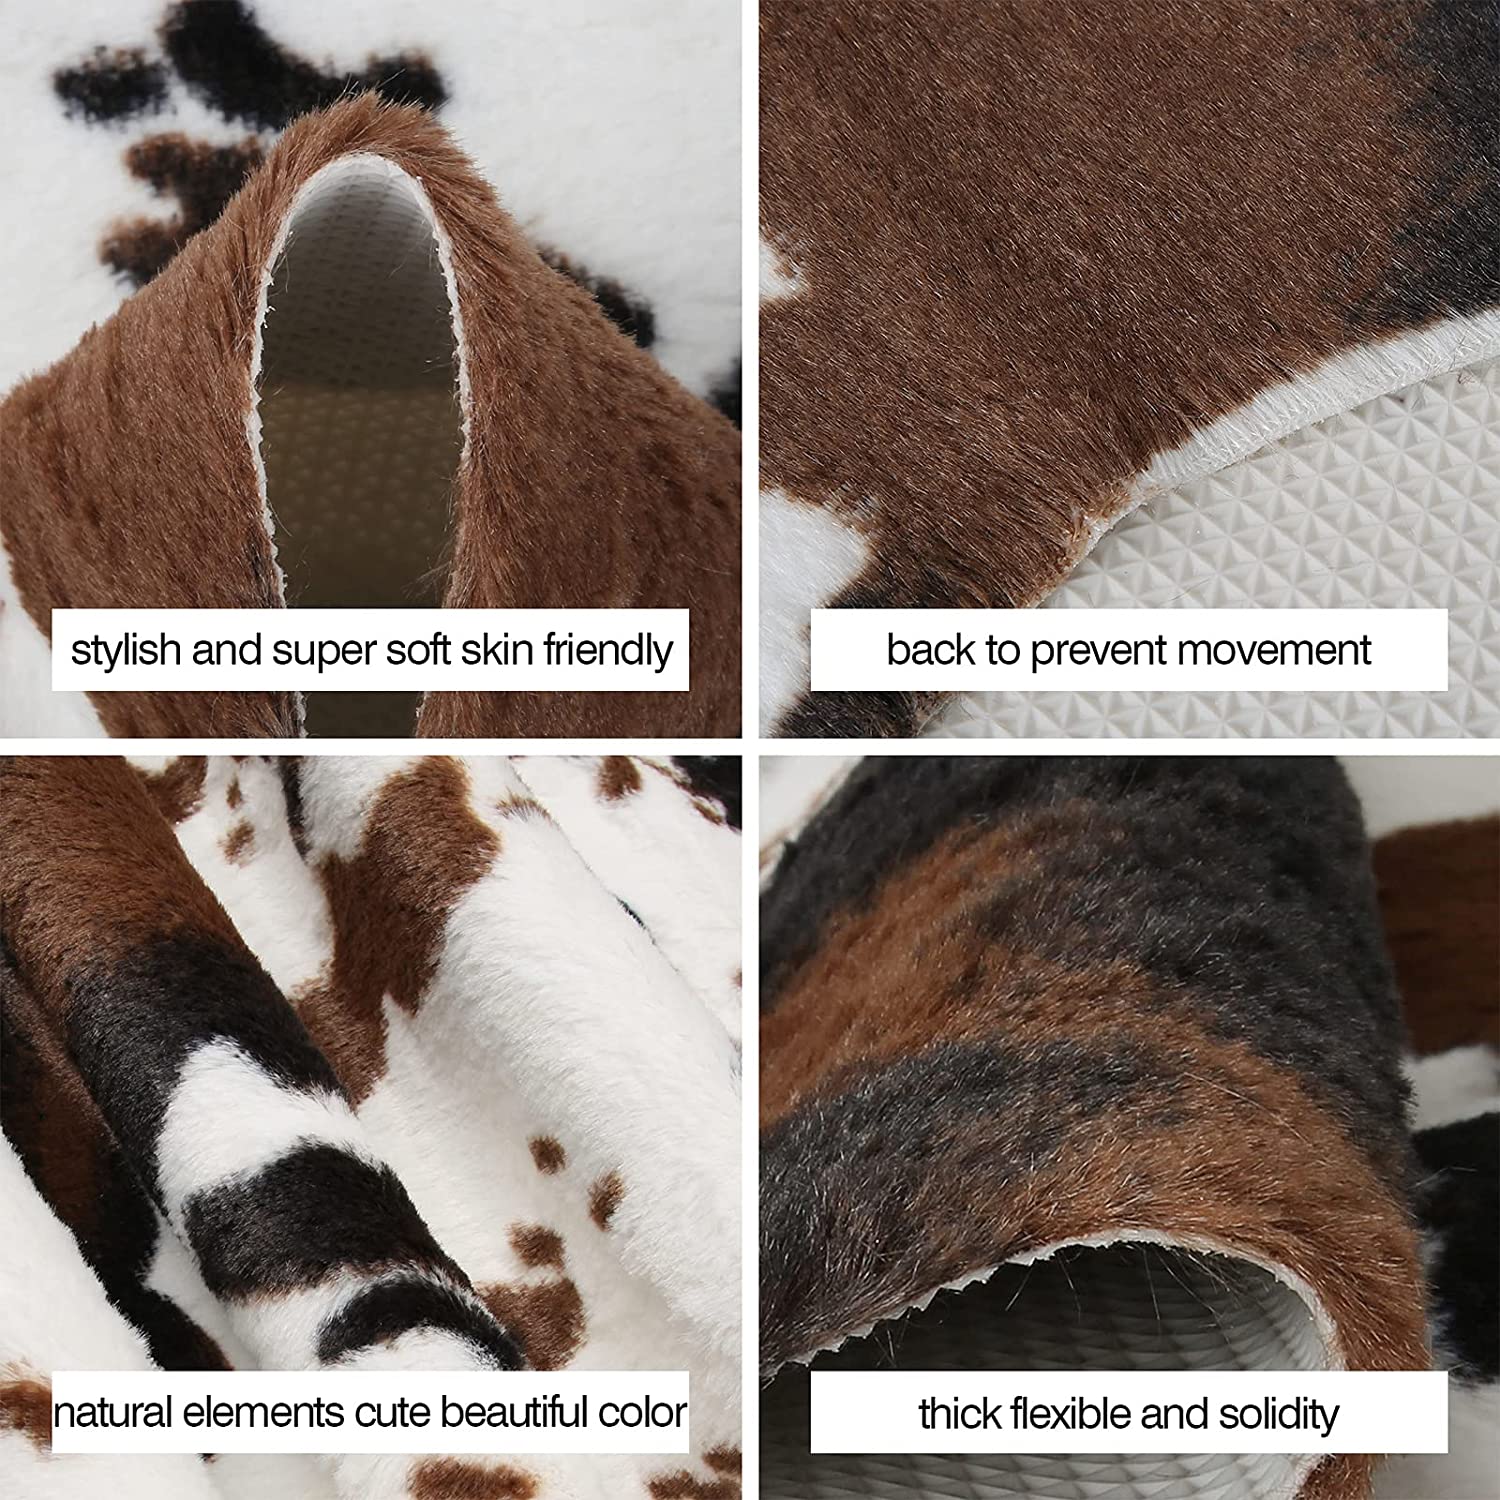 stylish and super soft skin friendly
back to prevent movement
natural elements cute beautiful color
thick flexible and solidity